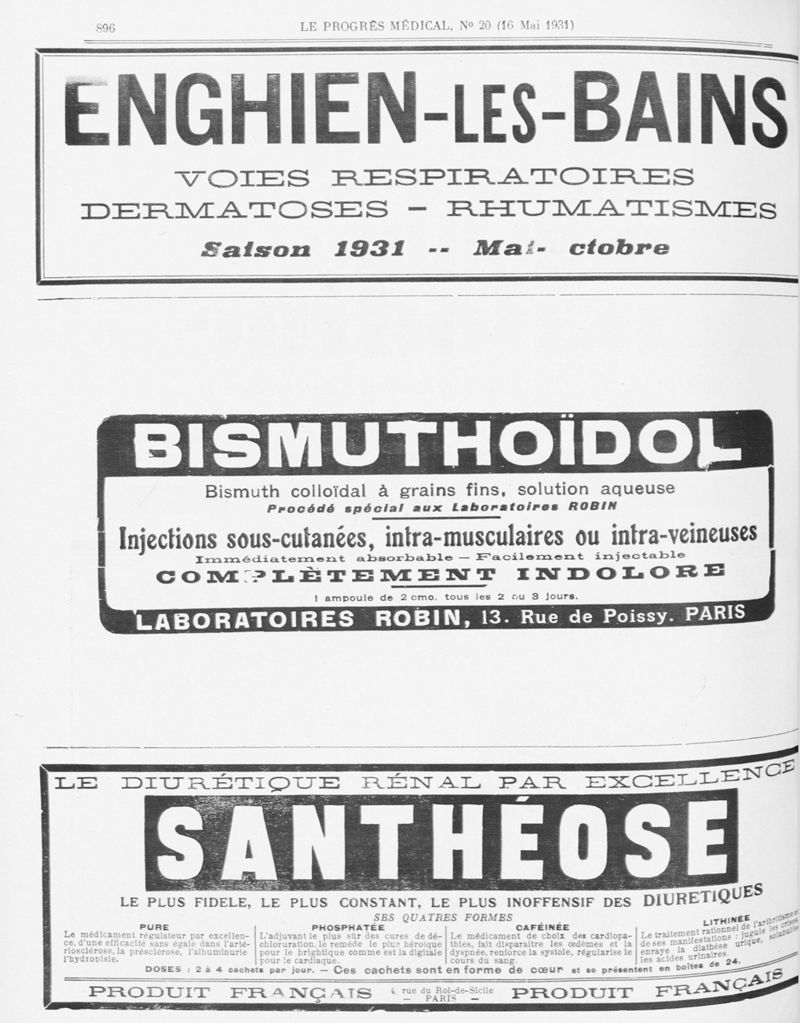 896
LE PROGRÈS MÉDICAL, No 20 (16 Mai 1931)
ENGHIEN-LES-BAINS
VOIES RESPIRATOIRES
DERMATOSES - RHUMATISMES
Saison 1931 -- Mai- ctobre
BISMUTHOÏDOL
Bismuth colloïdal à grains fins, solution aqueuse
Procédé spécial aux Laboratoires ROBIN
Injections sous-cutanées, intra-musculaires ou intra-veineuses
Immédiatement absorbable — Facilement injectable
COMPLÈTEMENT INDOLORE
1 ampoule de 2 cmc. tous les 2 ou 3 jours.
LABORATOIRES ROBIN, 13. Rue de Poissy. PARIS
LE DIURÉTIQUE RÉNAL PAR EXCELLENCE
SANTHÉOSE
LE PLUS FIDELE, LE PLUS CONSTANT, LE PLUS INOFFENSIF DES DIURETIQUES
SES QUATRES FORMES
PURE
Le médicament régulateur par excellen-
ce, d'une efficacité sans égale dans l'arté-
riosclérose, la présclérose, l'albuminurie
l'hydropisie.
PHOSPHATÉE
L'adjuvant le plus sûr des cures de dé-
chloruration, le remède le plus héroïque
pour le brightique comme est la digitale
pour le cardiaque.
CAFÉINÉE
Le médicament de choix des cardiopa-
thies, fait disparaître les œdèmes et la
dyspnée, renforce la systole, régularise le
cours du sang.
LITHINÉE
Le traitement rationnel de l'arthritisme et
de ses manifestations : jugule les crises,
enraye la diathèse urique, solubilise
les acides urinaires.
DOSES : 2 à 4 cachets par jour. — Ces cachets sont en forme de cœur et se présentent en boîtes de 24.
PRODUIT FRANÇAIS
4, rue du Roi-de-Sicile
— PARIS —
PRODUIT FRANÇAIS